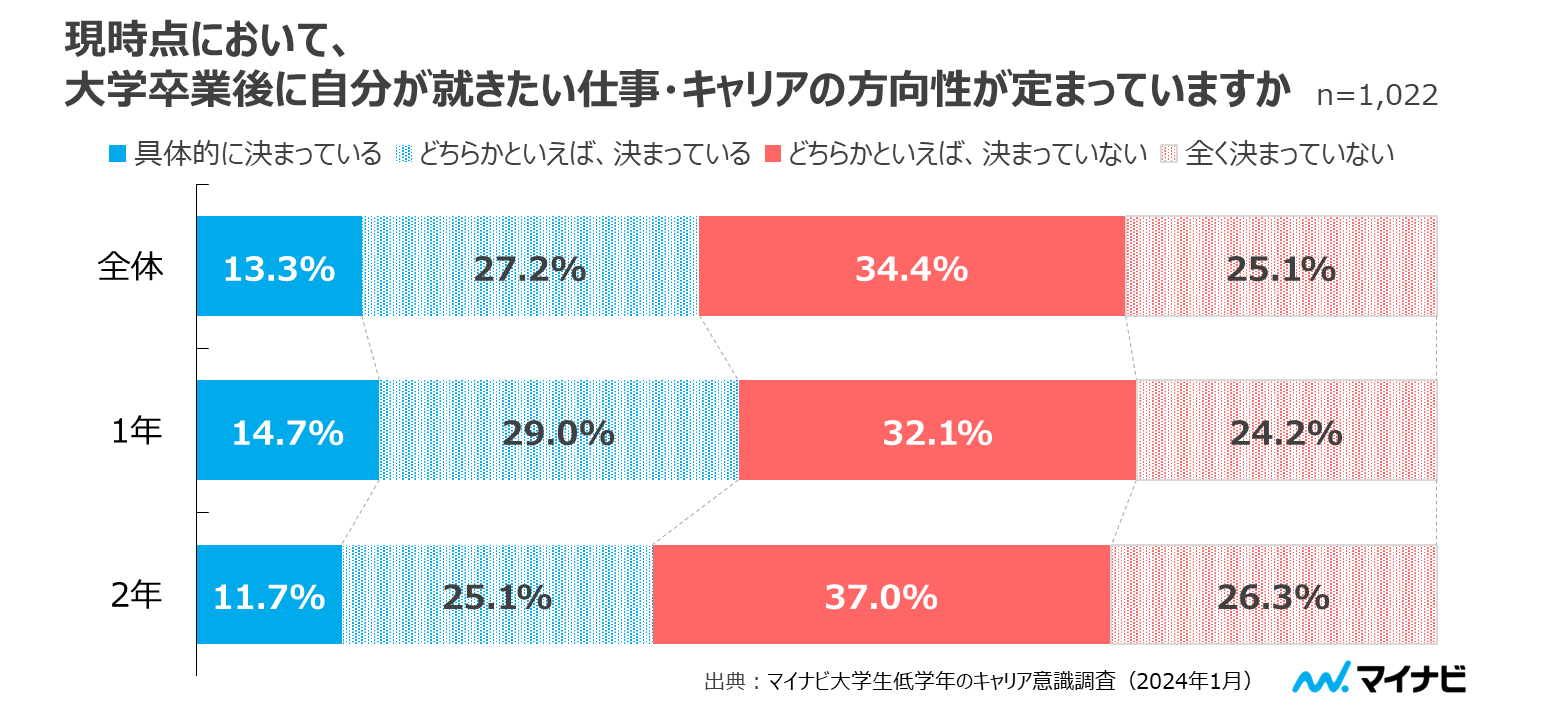 現時点において、
大学卒業後に自分が就きたい仕事・キャリアの方向性が定まっていますか n=1,022
具体的に決まっている どちらかといえば、決まっている どちらかといえば、決まっていない 全く決まっていない
全体 13.3% 27.2% 34.4% 25.1%
1年 14.7% 29.0% 32.1% 24.2%
2年 11.7% 25.1% 37.0% 26.3%
出典：マイナビ大学生低学年のキャリア意識調査（2024年1月） マイナビ